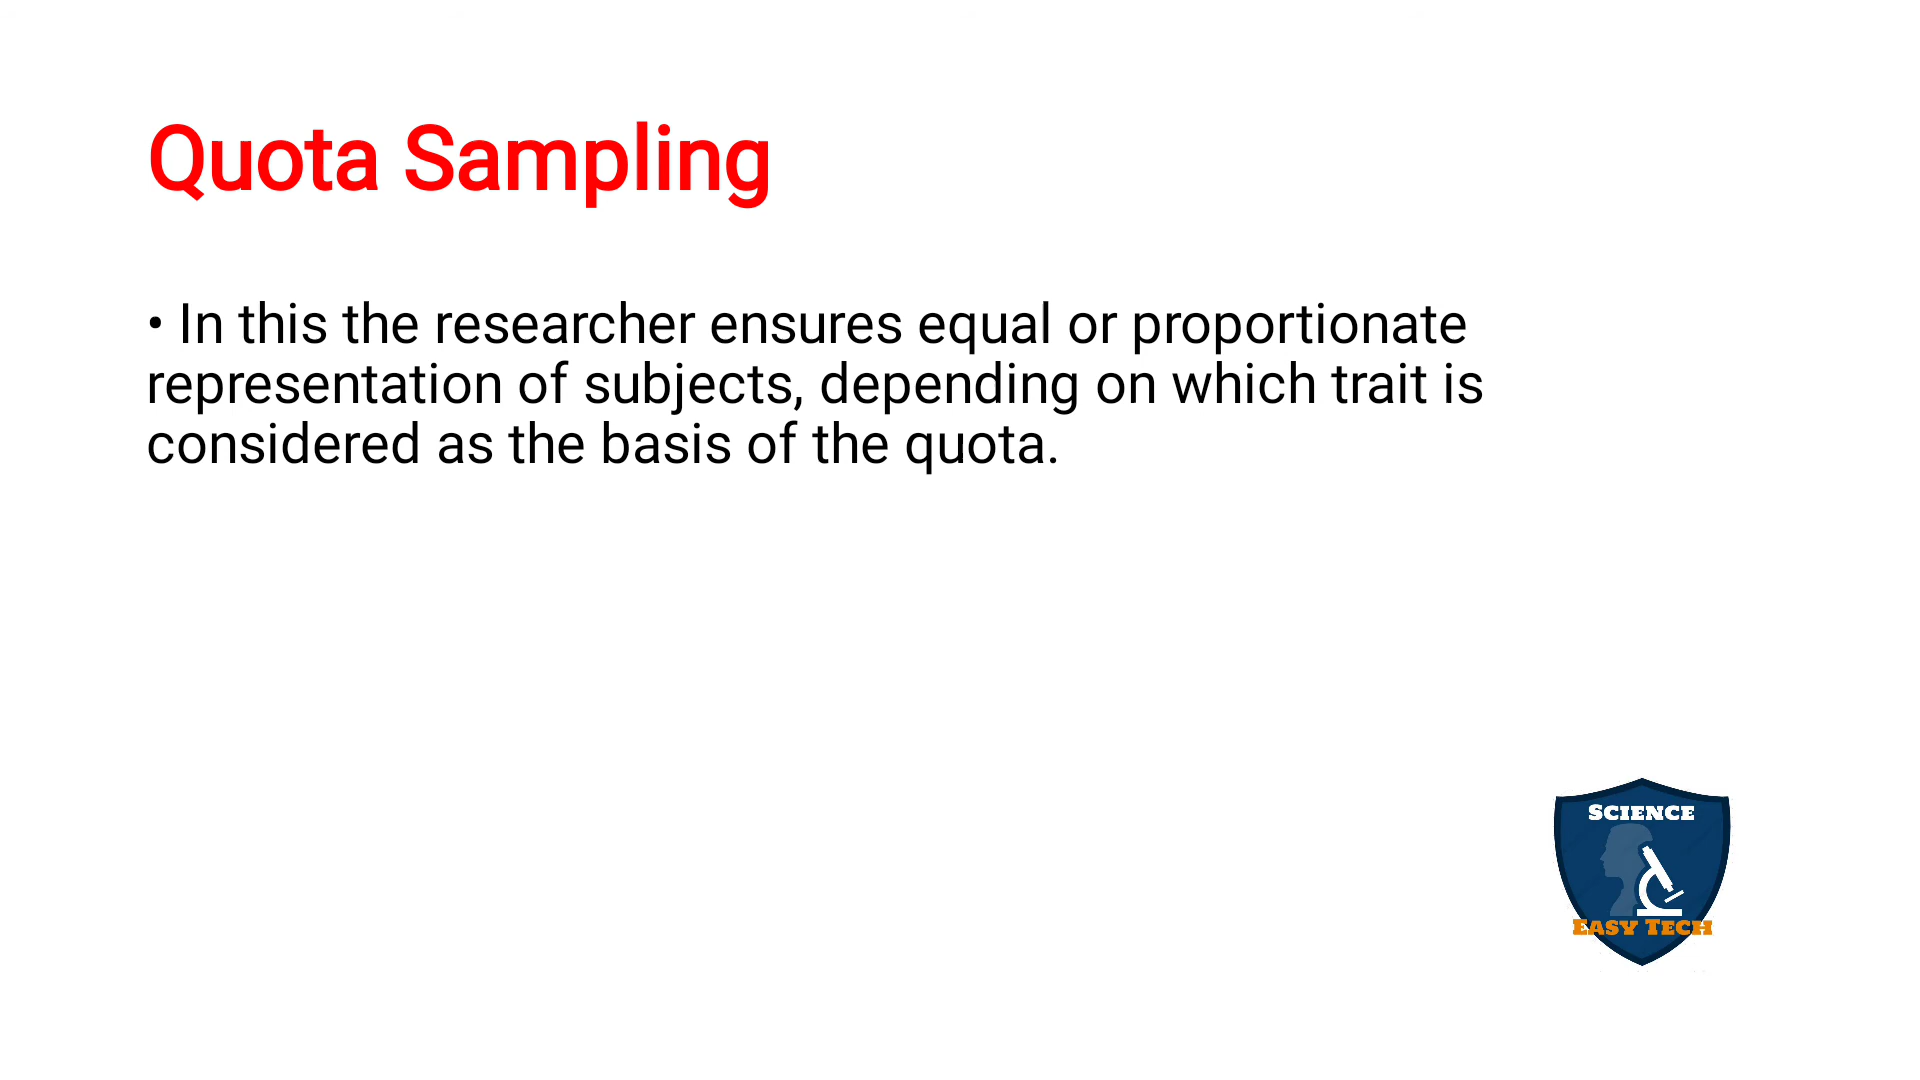 Quota Sampling
• In this the researcher ensures equal or proportionate
representation of subjects, depending on which trait is
considered as the basis of the quota.
SCIENCE
EASY TECH